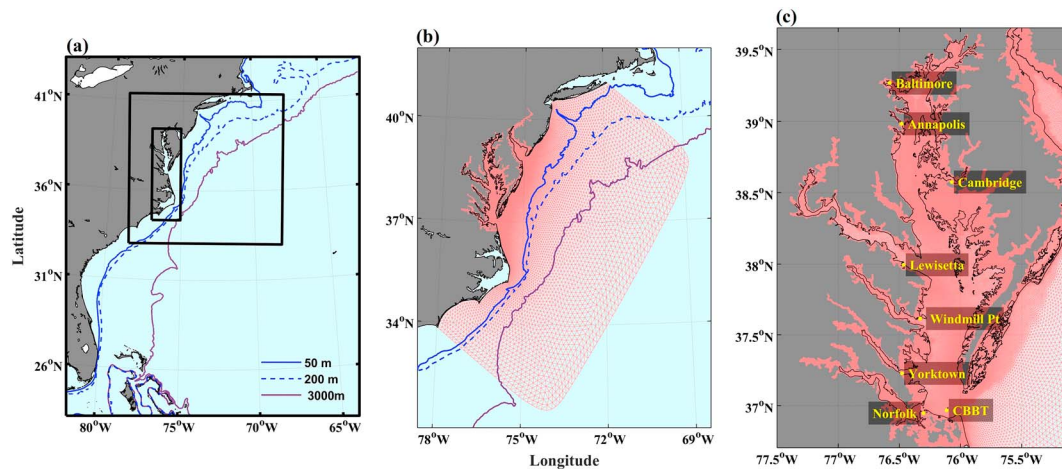 (a)
41°N
36°N
31°N
26°N
80°W
75°W
70°W
65°W
50 m
200 m
3000m
Latitude
(b)
40°N
37°N
34°N
78°W
75°W
72°W
69°W
Longitude
(c)
39.5°N
39°N
38.5°N
38°N
37.5°N
37°N
77.5°W
77°W
76.5°W
76°W
75.5°W
Baltimore
Annapolis
Cambridge
Lewisetta
Windmill Pt
Yorktown
Norfolk
CBBT